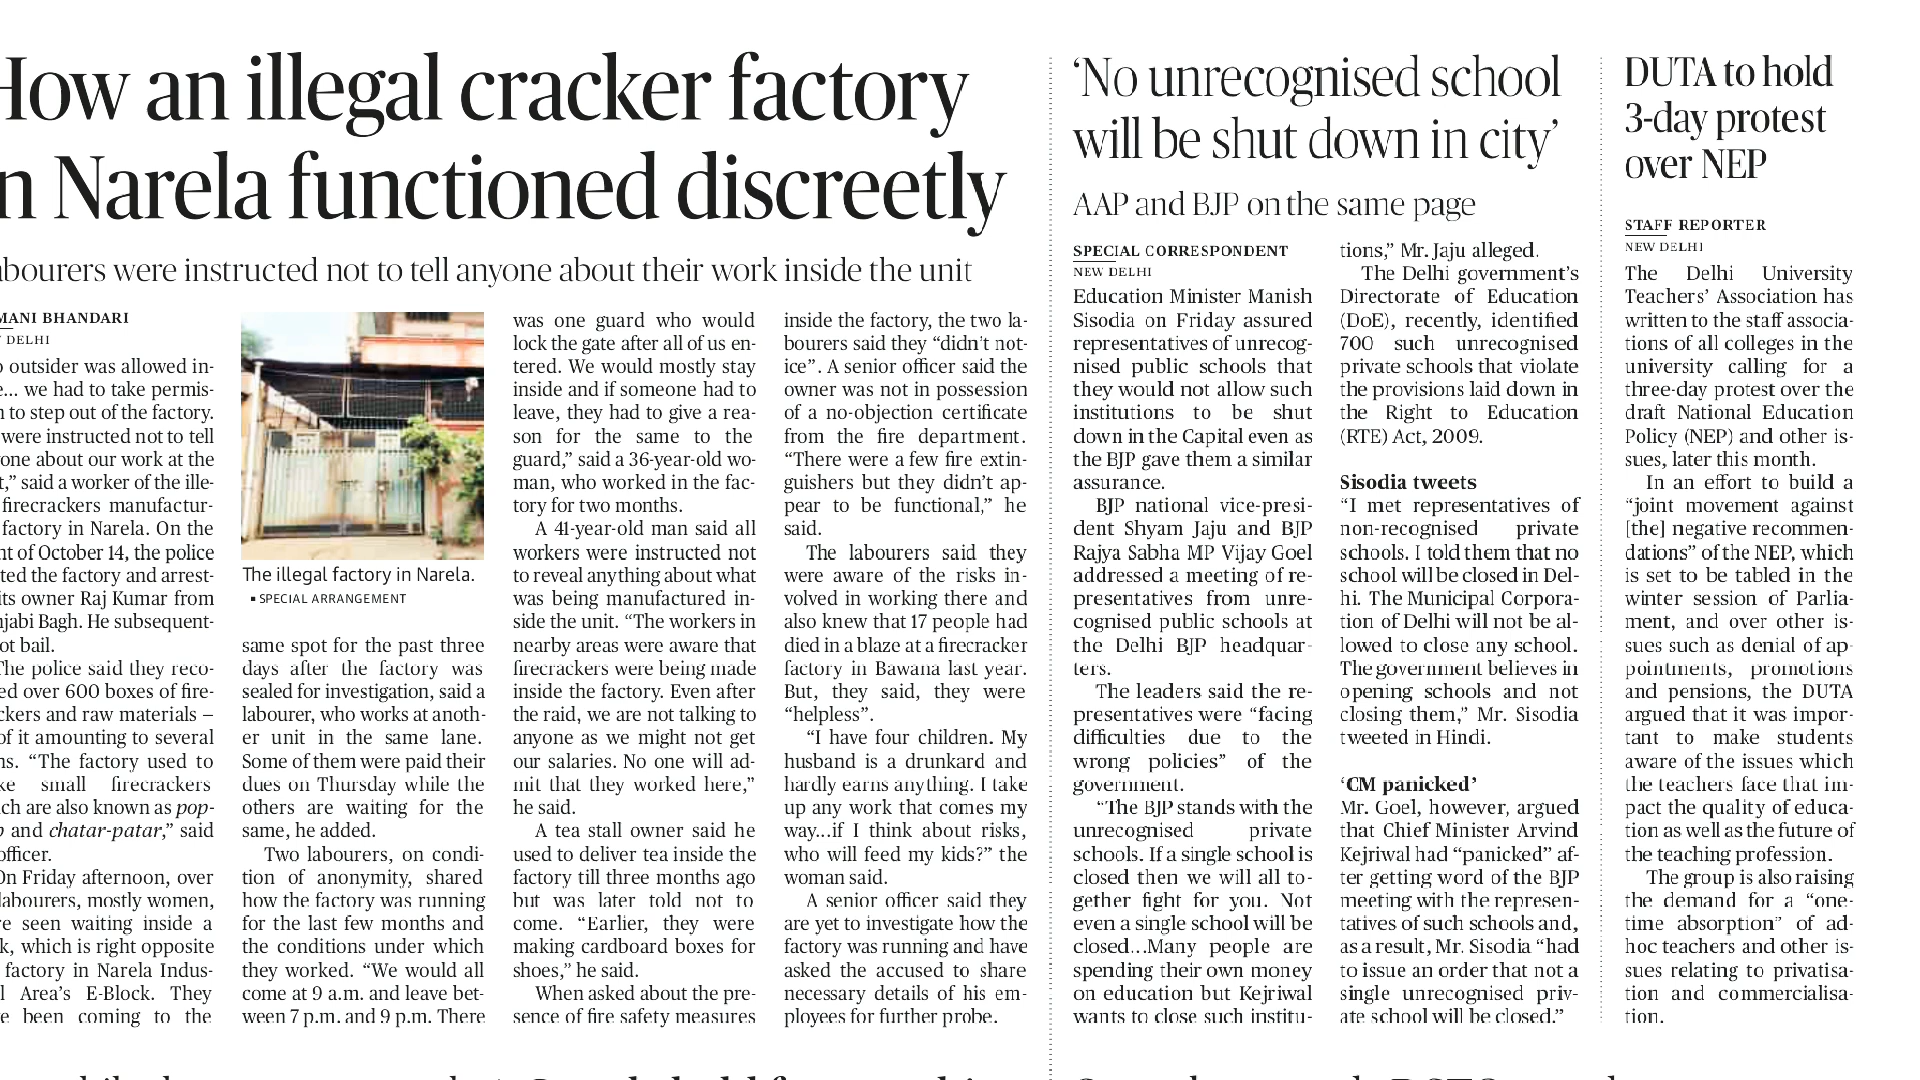 How an illegal cracker factory
in Narela functioned discreetly
labourers were instructed not to tell anyone about their work inside the unit
MANI BHANDARI
DELHI
outsider was allowed in-
... we had to take permis-
to step out of the factory.
were instructed not to tell
one about our work at the
said a worker of the ille-
firecrackers manufactur-
factory in Narela. On the
of October 14, the police
the factory and arrest-
its owner Raj Kumar from
jabi Bagh. He subsequent-
ot bail.
The police said they reco-
ed over 600 boxes of fire-
ckers and raw materials –
of it amounting to several
ns. “The factory used to
ke small firecrackers
ch are also known as pop-
and chatar-patar,” said
officer.
On Friday afternoon, over
labourers, mostly women,
re seen waiting inside a
k, which is right opposite
factory in Narela Indus-
l Area’s E-Block. They
e been coming to the
The illegal factory in Narela.
▪ SPECIAL ARRANGEMENT
same spot for the past three
days after the factory was
sealed for investigation, said a
labourer, who works at anoth-
er unit in the same lane.
Some of them were paid their
dues on Thursday while the
others are waiting for the
same, he added.
Two labourers, on condi-
tion of anonymity, shared
how the factory was running
for the last few months and
the conditions under which
they worked. “We would all
come at 9 a.m. and leave bet-
ween 7 p.m. and 9 p.m. There
was one guard who would
lock the gate after all of us en-
tered. We would mostly stay
inside and if someone had to
leave, they had to give a rea-
son for the same to the
guard,” said a 36-year-old wo-
man, who worked in the fac-
tory for two months.
A 41-year-old man said all
workers were instructed not
to reveal anything about what
was being manufactured in-
side the unit. “The workers in
nearby areas were aware that
firecrackers were being made
inside the factory. Even after
the raid, we are not talking to
anyone as we might not get
our salaries. No one will ad-
mit that they worked here,”
he said.
A tea stall owner said he
used to deliver tea inside the
factory till three months ago
but was later told not to
come. “Earlier, they were
making cardboard boxes for
shoes,” he said.
When asked about the pre-
sence of fire safety measures
inside the factory, the two la-
bourers said they “didn’t not-
ice”. A senior officer said the
owner was not in possession
of a no-objection certificate
from the fire department.
“There were a few fire extin-
guishers but they didn’t ap-
pear to be functional,” he
said.
The labourers said they
were aware of the risks in-
volved in working there and
also knew that 17 people had
died in a blaze at a firecracker
factory in Bawana last year.
But, they said, they were
“helpless”.
“I have four children. My
husband is a drunkard and
hardly earns anything. I take
up any work that comes my
way...if I think about risks,
who will feed my kids?” the
woman said.
A senior officer said they
are yet to investigate how the
factory was running and have
asked the accused to share
necessary details of his em-
ployees for further probe.
‘No unrecognised school
will be shut down in city’
AAP and BJP on the same page
SPECIAL CORRESPONDENT
NEW DELHI
Education Minister Manish
Sisodia on Friday assured
representatives of unrecog-
nised public schools that
they would not allow such
institutions to be shut
down in the Capital even as
the BJP gave them a similar
assurance.
BJP national vice-presi-
dent Shyam Jaju and BJP
Rajya Sabha MP Vijay Goel
addressed a meeting of re-
presentatives from unre-
cognised public schools at
the Delhi BJP headquar-
ters.
The leaders said the re-
presentatives were “facing
difficulties due to the
wrong policies” of the
government.
“The BJP stands with the
unrecognised private
schools. If a single school is
closed then we will all to-
gether fight for you. Not
even a single school will be
closed...Many people are
spending their own money
on education but Kejriwal
wants to close such institu-
tions,” Mr. Jaju alleged.
The Delhi government’s
Directorate of Education
(DoE), recently, identified
700 such unrecognised
private schools that violate
the provisions laid down in
the Right to Education
(RTE) Act, 2009.
Sisodia tweets
“I met representatives of
non-recognised private
schools. I told them that no
school will be closed in Del-
hi. The Municipal Corpora-
tion of Delhi will not be al-
lowed to close any school.
The government believes in
opening schools and not
closing them,” Mr. Sisodia
tweeted in Hindi.
‘CM panicked’
Mr. Goel, however, argued
that Chief Minister Arvind
Kejriwal had “panicked” af-
ter getting word of the BJP
meeting with the represen-
tatives of such schools and,
as a result, Mr. Sisodia “had
to issue an order that not a
single unrecognised priv-
ate school will be closed.”
DUTA to hold
3-day protest
over NEP
STAFF REPORTER
NEW DELHI
The Delhi University
Teachers’ Association has
written to the staff associa-
tions of all colleges in the
university calling for a
three-day protest over the
draft National Education
Policy (NEP) and other is-
sues, later this month.
In an effort to build a
“joint movement against
[the] negative recommen-
dations” of the NEP, which
is set to be tabled in the
winter session of Parlia-
ment, and over other is-
sues such as denial of ap-
pointments, promotions
and pensions, the DUTA
argued that it was impor-
tant to make students
aware of the issues which
the teachers face that im-
pact the quality of educa-
tion as well as the future of
the teaching profession.
The group is also raising
the demand for a “one-
time absorption” of ad-
hoc teachers and other is-
sues relating to privatisa-
tion and commercialisa-
tion.